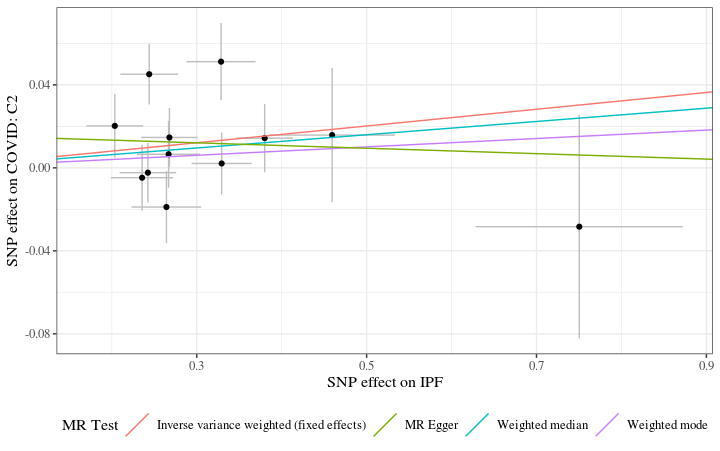 SNP effect on COVID: C2
0.04
0.00
-0.04
-0.08
0.3
0.5
0.7
0.9
SNP effect on IPF
MR Test
Inverse variance weighted (fixed effects)
MR Egger
Weighted median
Weighted mode